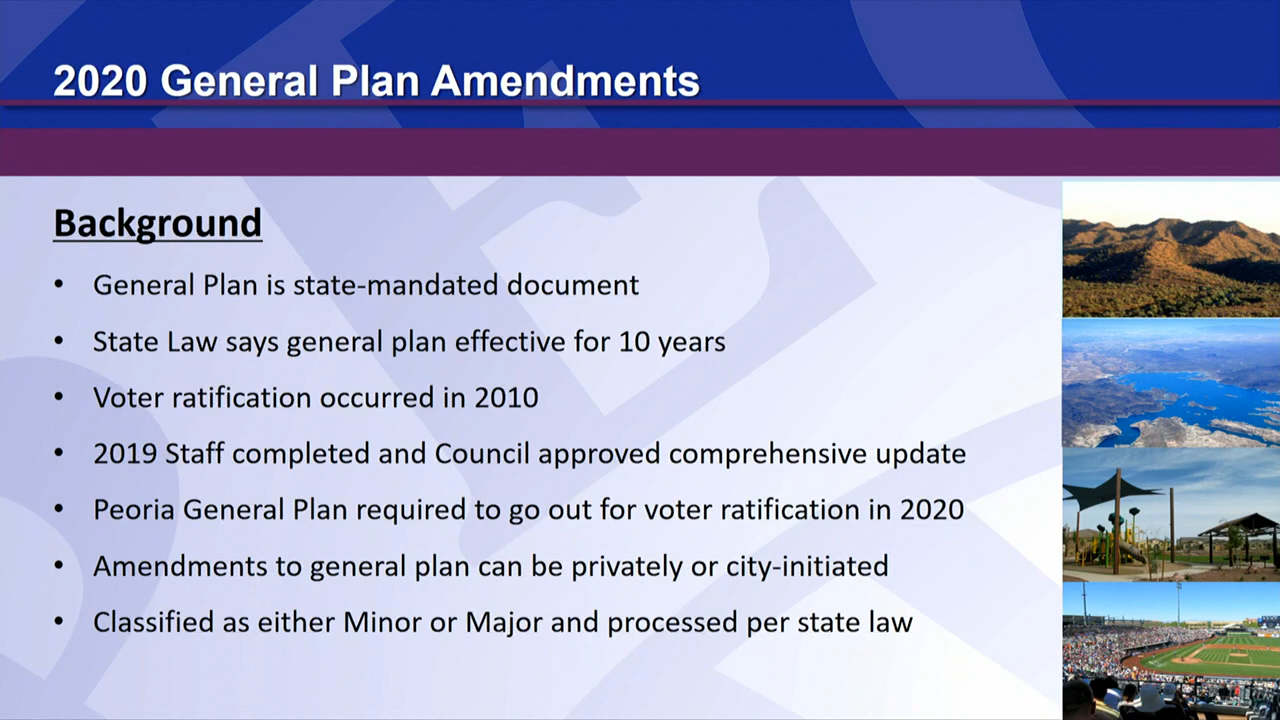 2020 General Plan Amendments
Background
• General Plan is state-mandated document
• State Law says general plan effective for 10 years
• Voter ratification occurred in 2010
• 2019 Staff completed and Council approved comprehensive update
• Peoria General Plan required to go out for voter ratification in 2020
• Amendments to general plan can be privately or city-initiated
• Classified as either Minor or Major and processed per state law